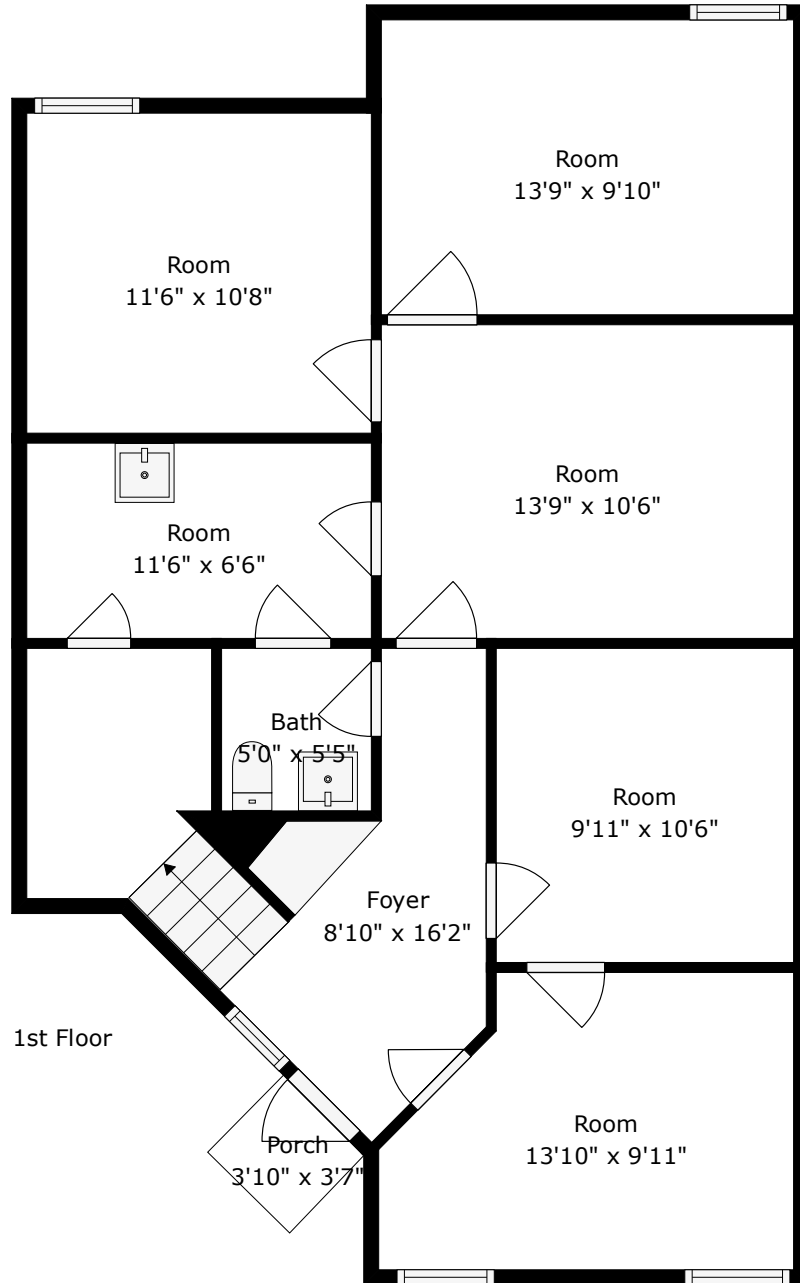 Room
13'9" x 9'10"
Room
11'6" x 10'8"
Room
13'9" x 10'6"
Room
11'6" x 6'6"
Bath
5'0" x 5'5"
Room
9'11" x 10'6"
Foyer
8'10" x 16'2"
1st Floor
Room
13'10" x 9'11"
Porch
3'10" x 3'7"